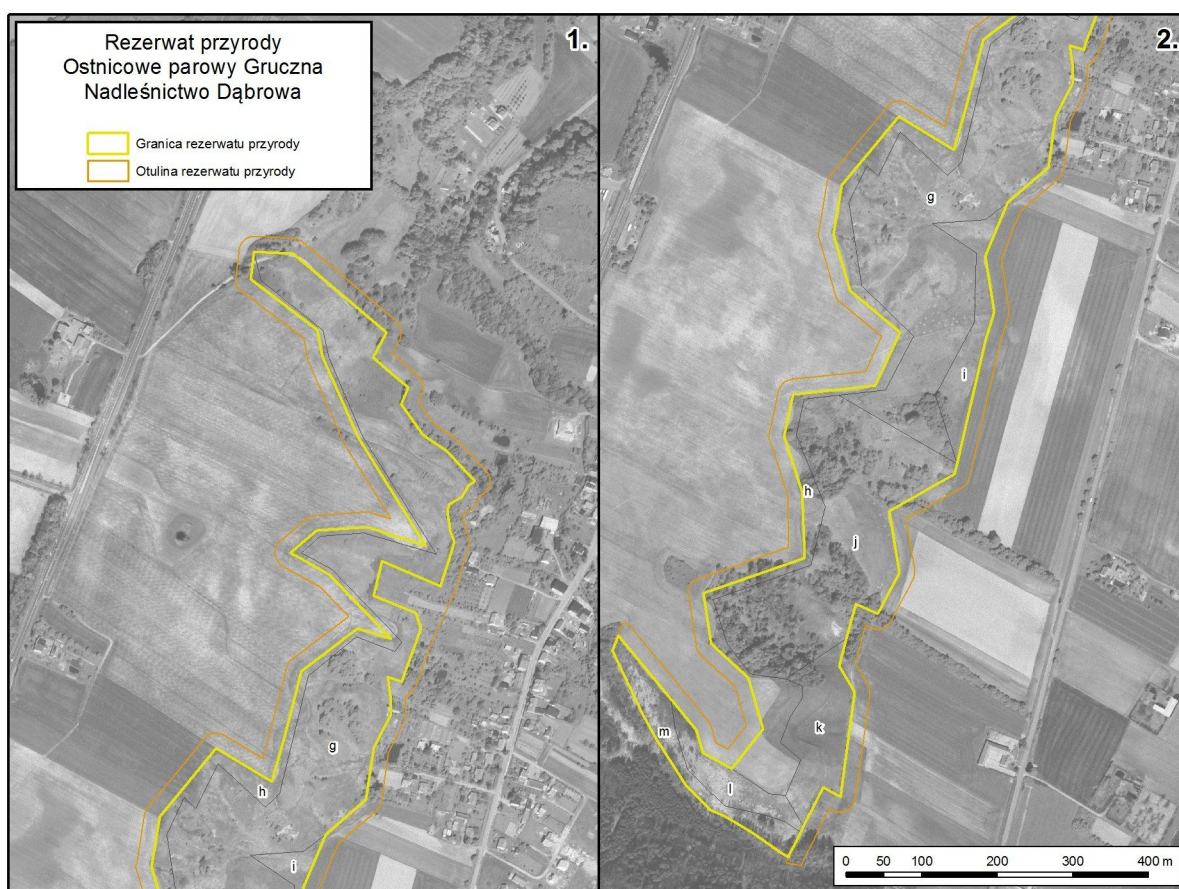 Rezerwat przyrody
Ostnicowe parowy Gruczna
Nadleśnictwo Dąbrowa
Granica rezerwatu przyrody
Otulina rezerwatu przyrody
1.
g
h
i
2.
g
i
h
j
k
m
l
0 50 100 200 300 400 m